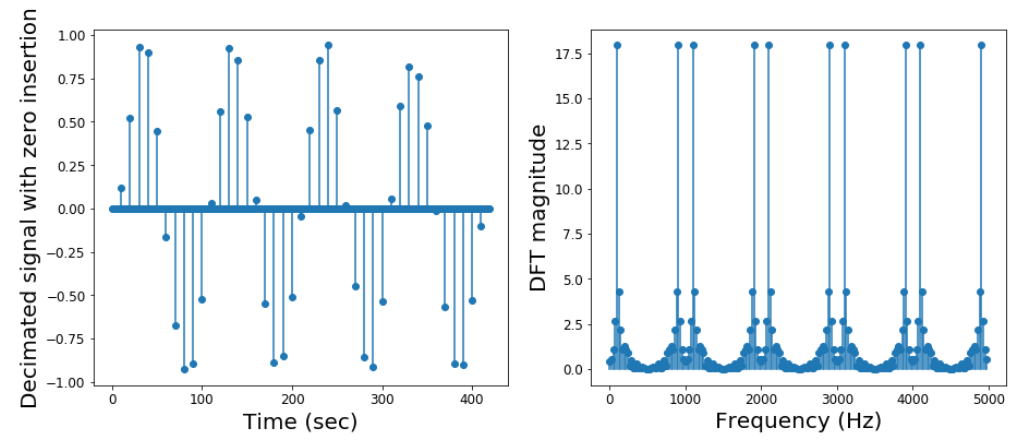 Decimated signal with zero insertion
1.00
0.75
0.50
0.25
0.00
−0.25
−0.50
−0.75
−1.00
0 100 200 300 400
Time (sec)
DFT magnitude
17.5
15.0
12.5
10.0
7.5
5.0
2.5
0.0
0 1000 2000 3000 4000 5000
Frequency (Hz)